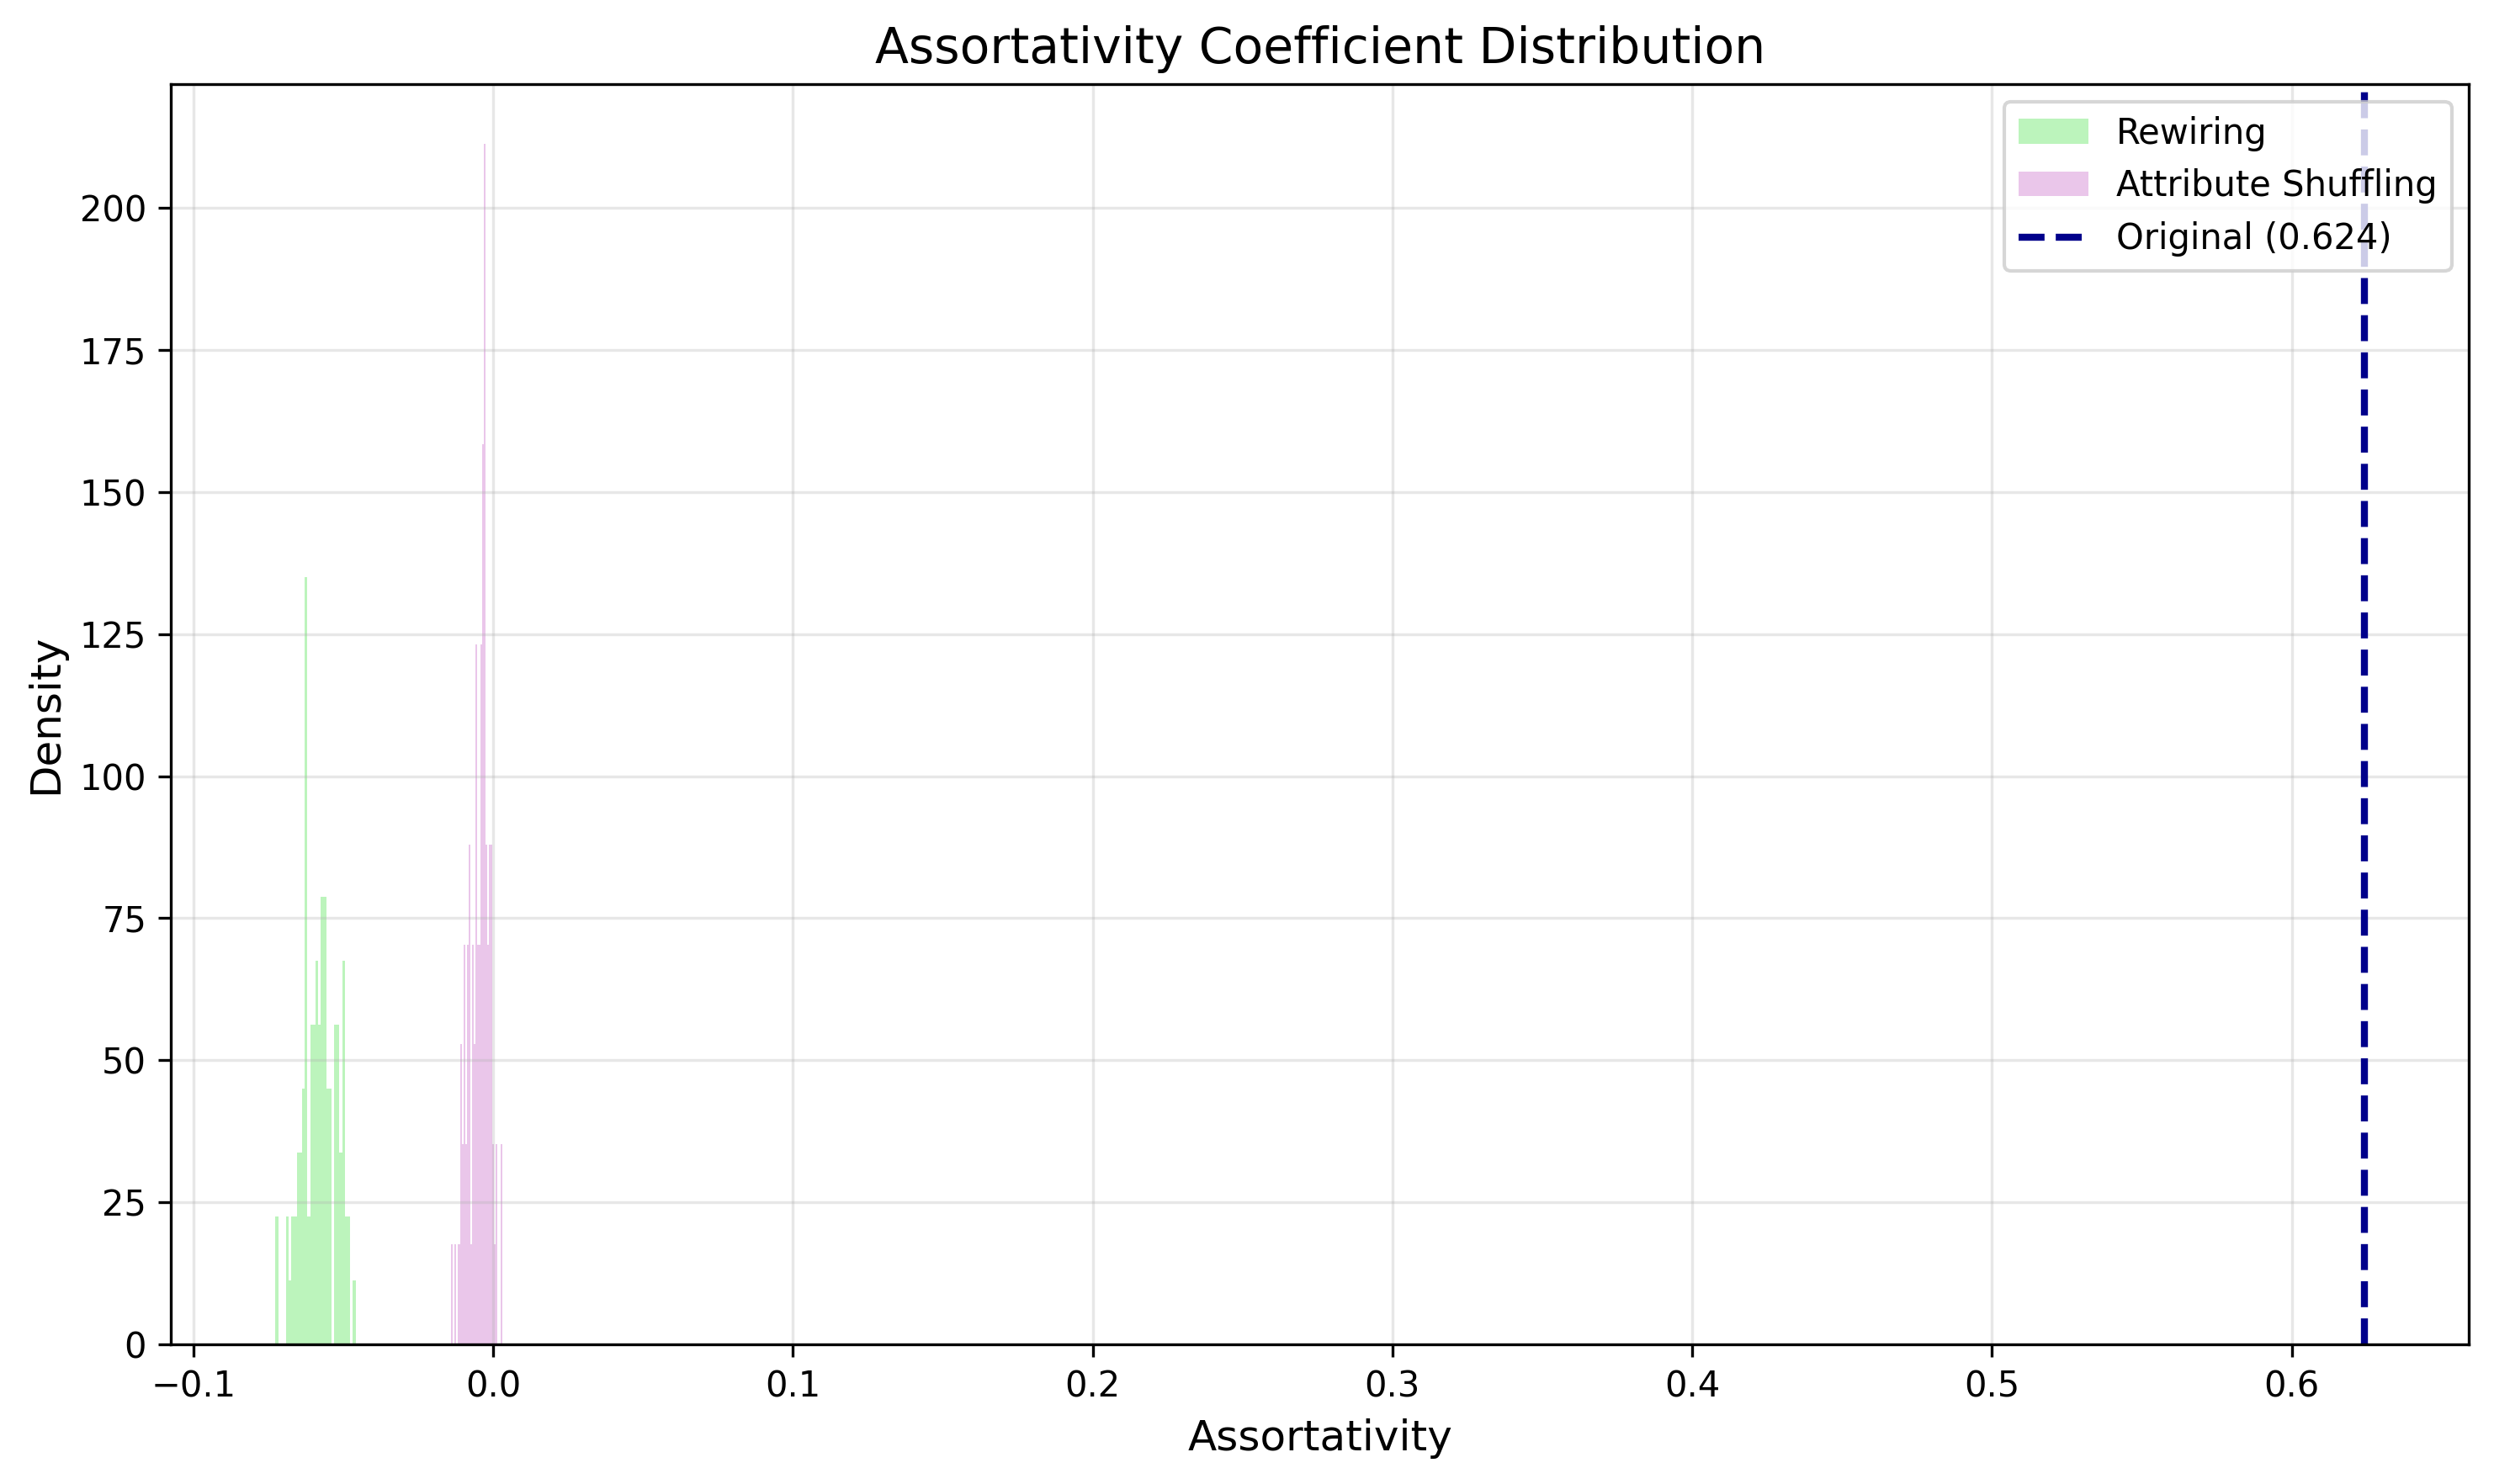 Assortativity Coefficient Distribution
Rewiring
Attribute Shuffling
Original (0.624)
Density
200
175
150
125
100
75
50
25
0
−0.1 0.0 0.1 0.2 0.3 0.4 0.5 0.6
Assortativity